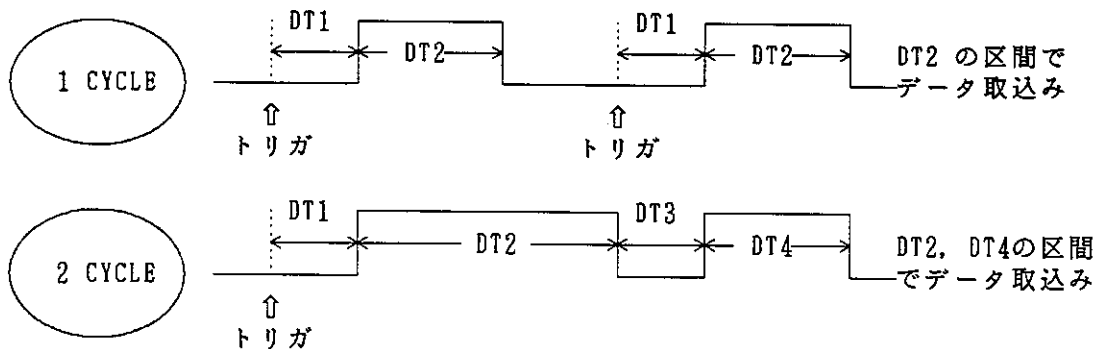 DT1
DT1
1 CYCLE
DT2
DT2
DT2 の区間で
データ取込み
トリガ
トリガ
DT1
DT3
2 CYCLE
DT2
DT4
DT2, DT4の区間
でデータ取込み
トリガ